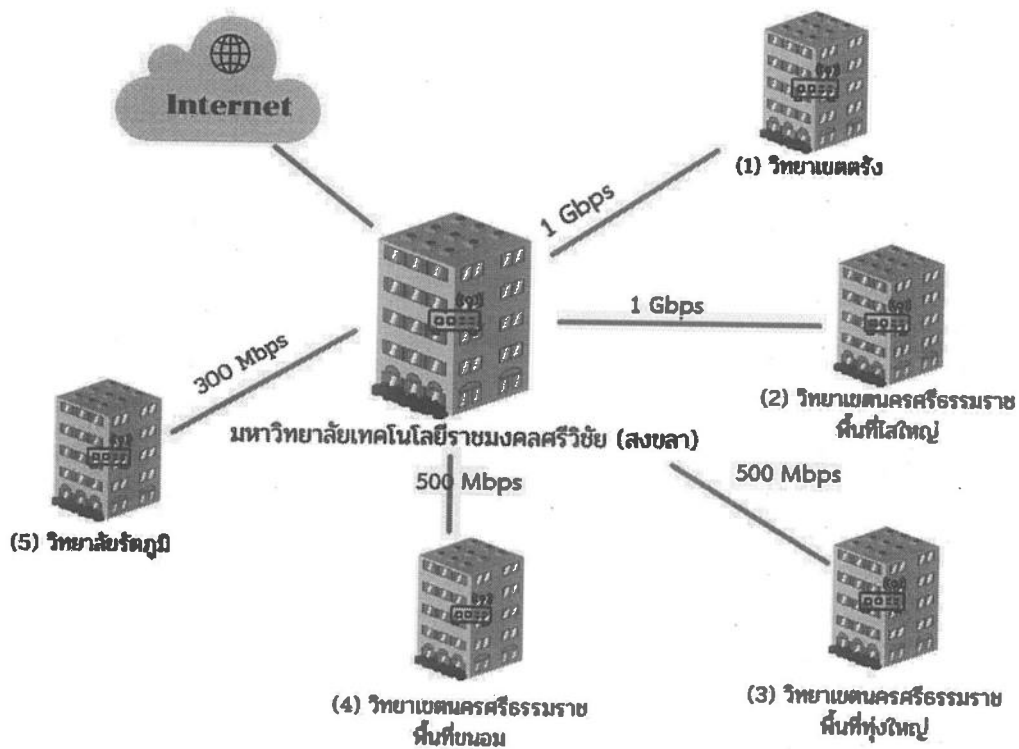 Internet
1 Gbps
(1) วิทยาเขตตรัง
1 Gbps
(2) วิทยาเขตนครศรีธรรมราช
พื้นที่ไสใหญ่
300 Mbps
มหาวิทยาลัยเทคโนโลยีราชมงคลศรีวิชัย (สงขลา)
500 Mbps
500 Mbps
(5) วิทยาลัยรัตภูมิ
(4) วิทยาเขตนครศรีธรรมราช
พื้นที่ขนอม
(3) วิทยาเขตนครศรีธรรมราช
พื้นที่ทุ่งใหญ่